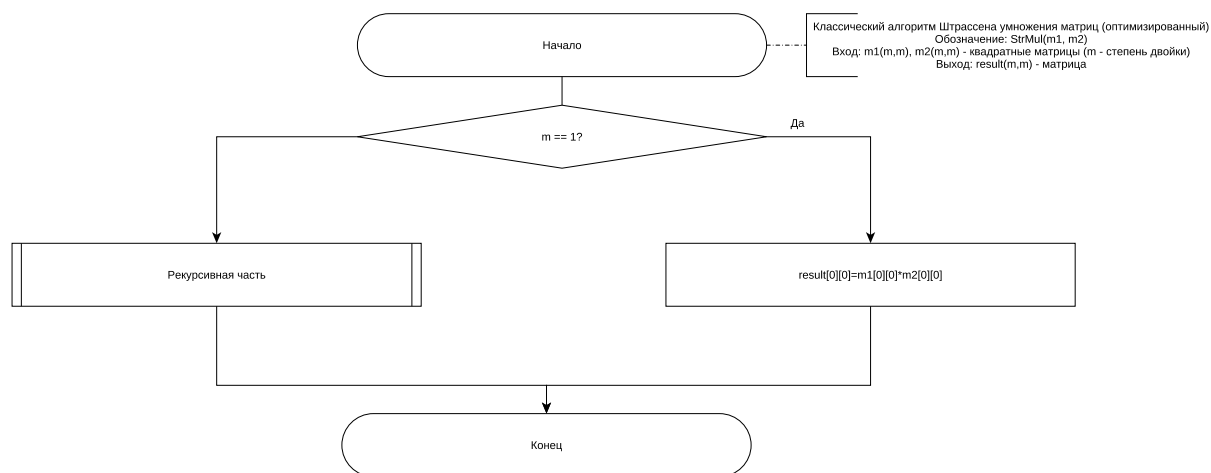 Начало
Классический алгоритм Штрассена умножения матриц (оптимизированный)
Обозначение: StrMul(m1, m2)
Вход: m1(m,m), m2(m,m) - квадратные матрицы (m - степень двойки)
Выход: result(m,m) - матрица
Да
m == 1?
Рекурсивная часть
result[0][0]=m1[0][0]*m2[0][0]
Конец